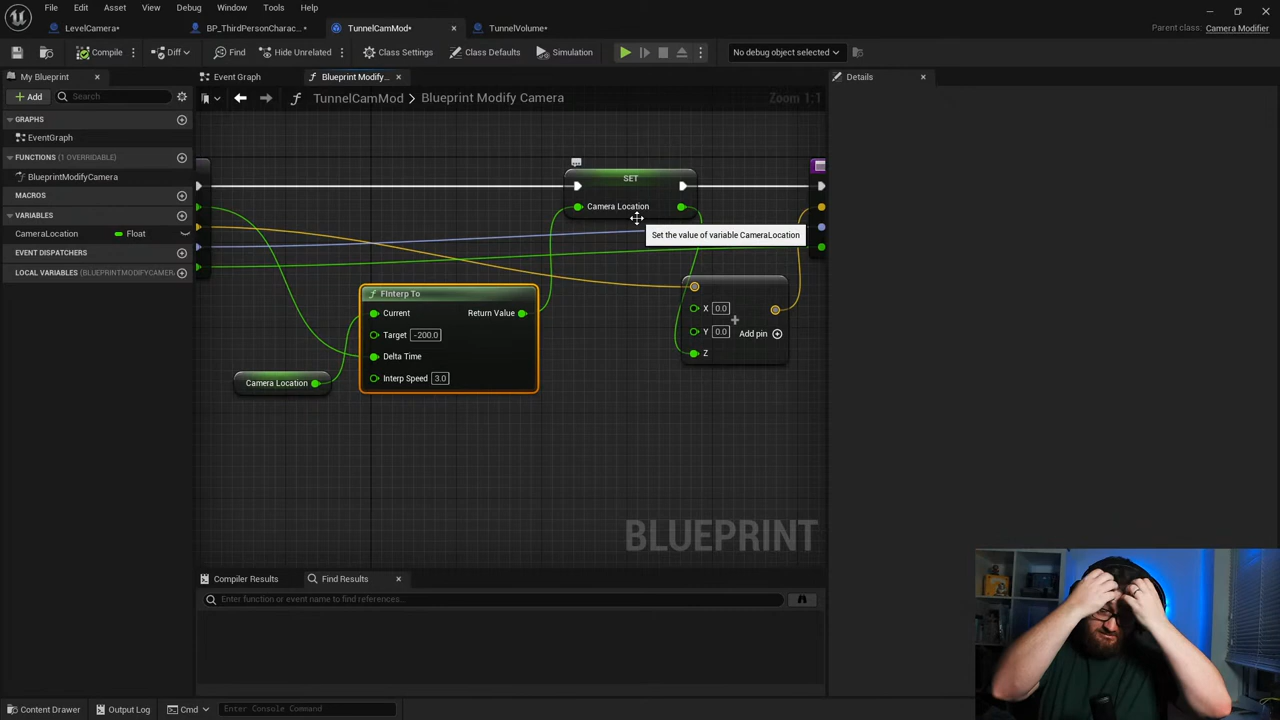 File Edit Asset View Debug Window Tools Help
LevelCamera* BP_ThirdPersonCharac...* TunnelCamMod* TunnelVolume* Parent class: Camera Modifier
Compile Diff Find Hide Unrelated Class Settings Class Defaults Simulation No debug object selected
My Blueprint Event Graph Blueprint Modify... Details
Add Search TunnelCamMod > Blueprint Modify Camera Zoom 1:1
GRAPHS
EventGraph
FUNCTIONS (1 OVERRIDABLE)
BlueprintModifyCamera
MACROS
VARIABLES
CameraLocation Float
EVENT DISPATCHERS
LOCAL VARIABLES (BLUEPRINTMODIFYCAMER
SET
Camera Location
Set the value of variable CameraLocation
FInterp To
Current Return Value
Target -200.0
Delta Time
Interp Speed 3.0
Camera Location
X 0.0
Y 0.0 Add pin
Z
BLUEPRINT
Compiler Results Find Results
Enter function or event name to find references...
Content Drawer Output Log Cmd Enter Console Command